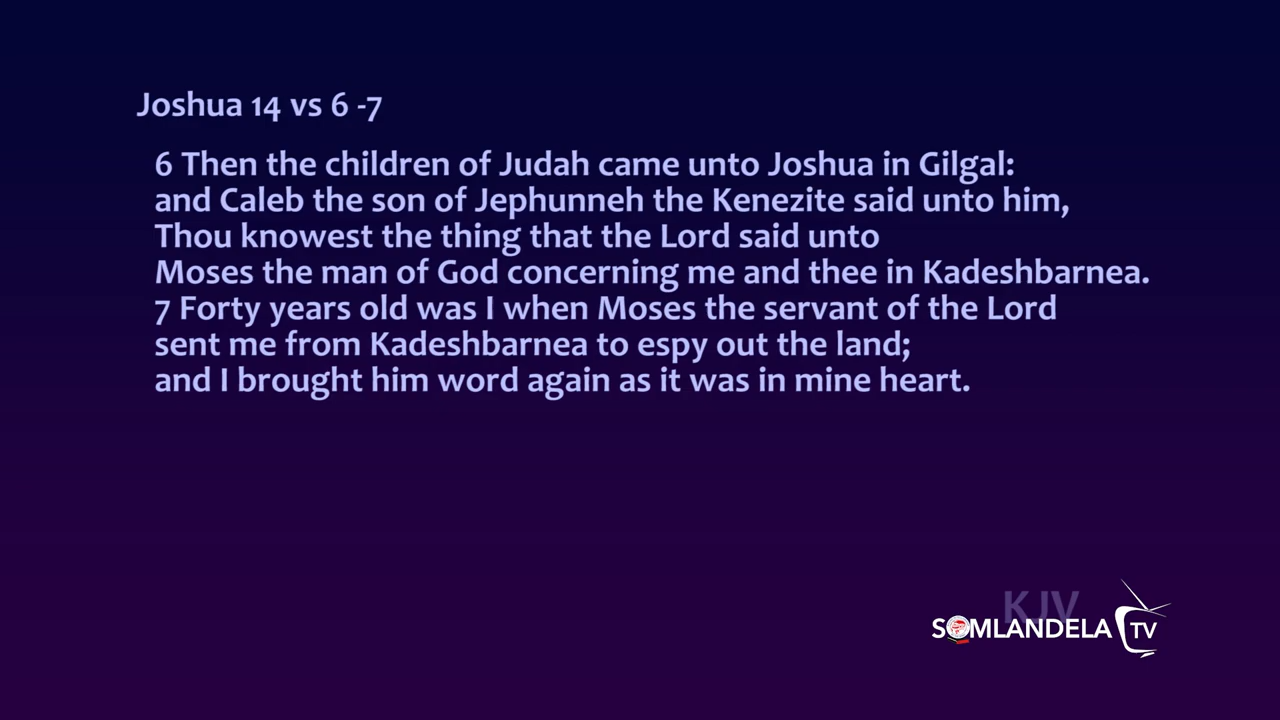 Joshua 14 vs 6 -7
6 Then the children of Judah came unto Joshua in Gilgal:
and Caleb the son of Jephunneh the Kenezite said unto him,
Thou knowest the thing that the Lord said unto
Moses the man of God concerning me and thee in Kadeshbarnea.
7 Forty years old was I when Moses the servant of the Lord
sent me from Kadeshbarnea to espy out the land;
and I brought him word again as it was in mine heart.
KJV
SOMLANDELA TV